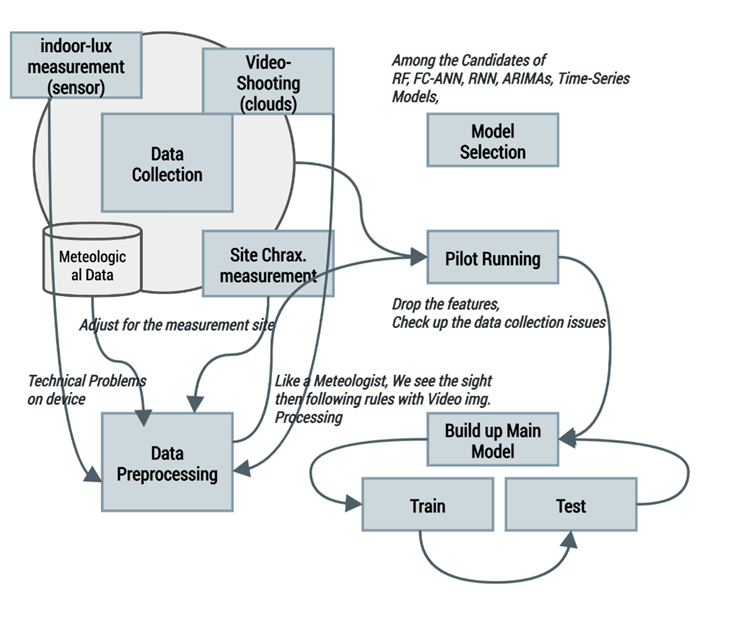 indoor-lux
measurement
(sensor)
Video-
Shooting
(clouds)
Data
Collection
Meteologic
al Data
Site Chrax.
measurement
Among the Candidates of
RF, FC-ANN, RNN, ARIMAs, Time-Series
Models,
Model
Selection
Pilot Running
Drop the features,
Check up the data collection issues
Adjust for the measurement site
Technical Problems
on device
Like a Meteologist, We see the sight
then following rules with Video img.
Processing
Data
Preprocessing
Build up Main
Model
Train
Test